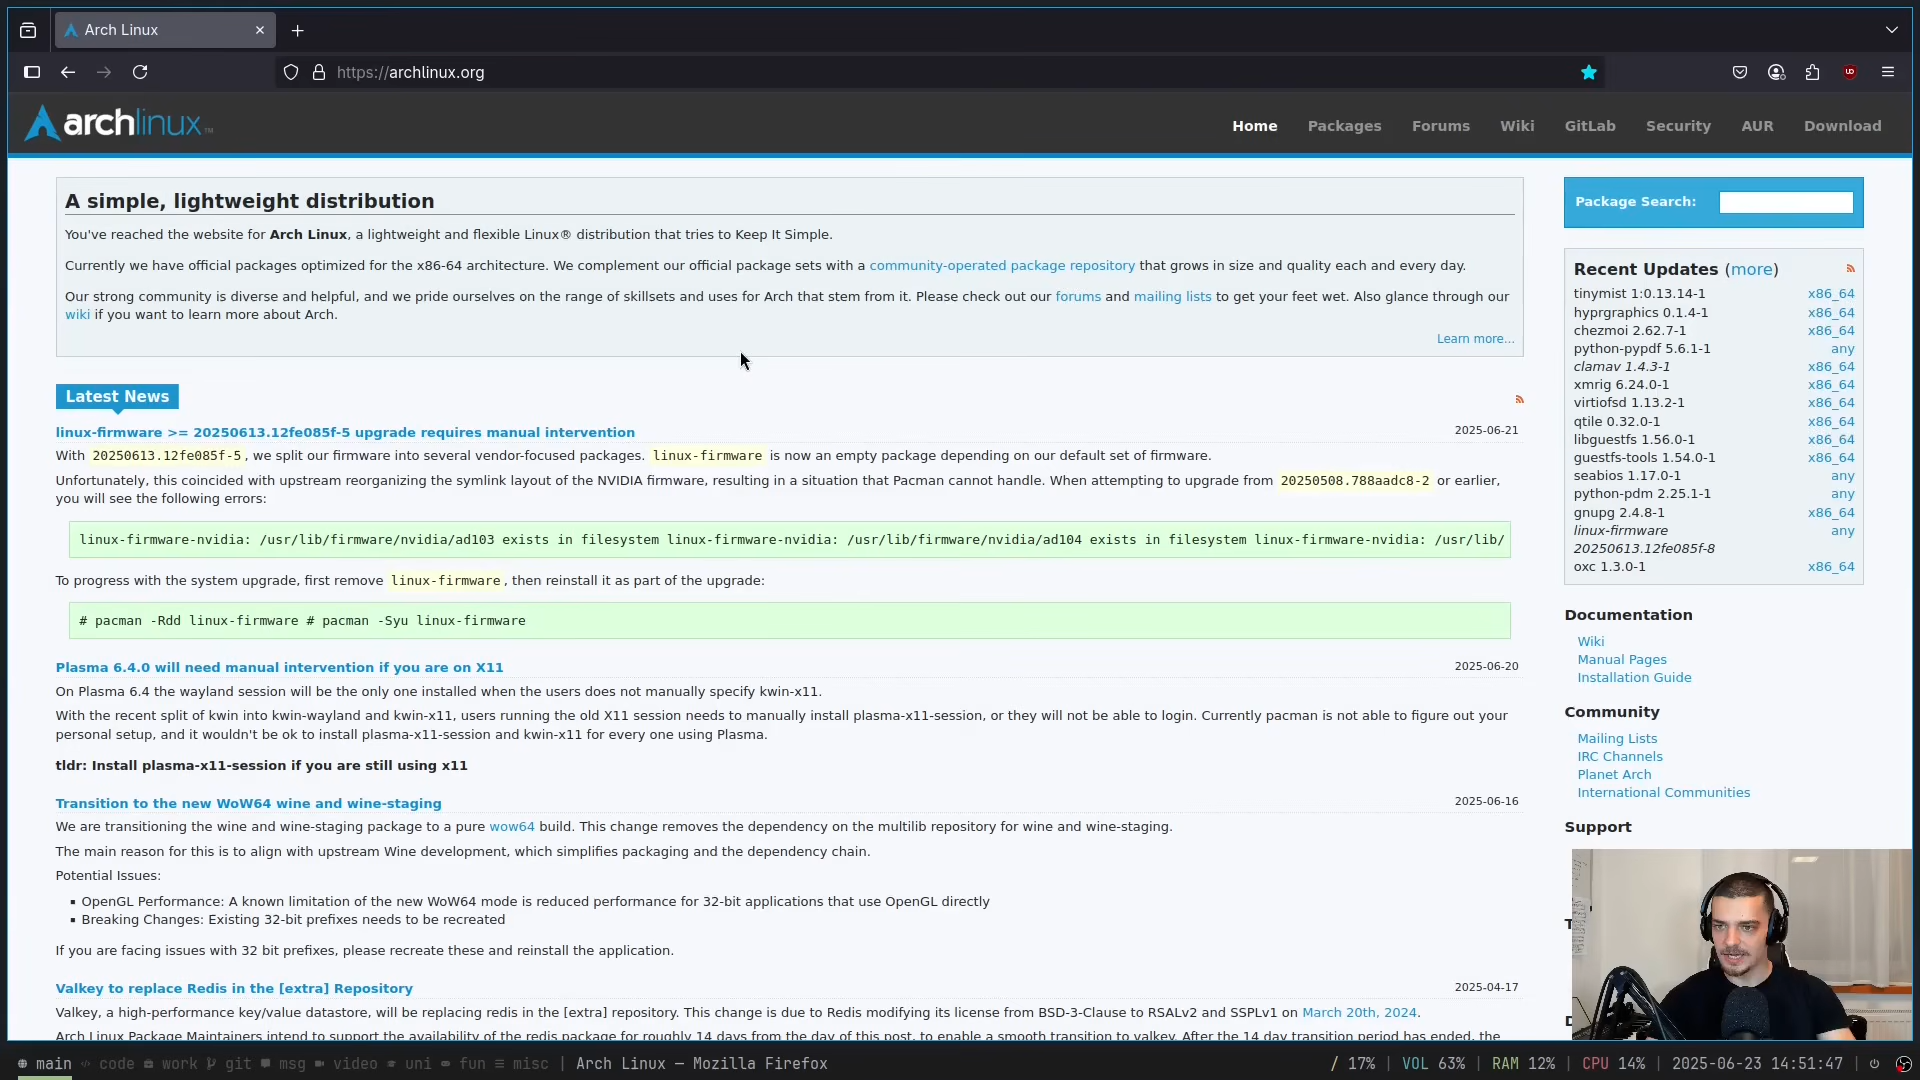 Arch Linux
https://archlinux.org
archlinux™
Home Packages Forums Wiki GitLab Security AUR Download
A simple, lightweight distribution
You've reached the website for Arch Linux, a lightweight and flexible Linux® distribution that tries to Keep It Simple.
Currently we have official packages optimized for the x86-64 architecture. We complement our official package sets with a community-operated package repository that grows in size and quality each and every day.
Our strong community is diverse and helpful, and we pride ourselves on the range of skillsets and uses for Arch that stem from it. Please check out our forums and mailing lists to get your feet wet. Also glance through our
wiki if you want to learn more about Arch.
Learn more...
Latest News
linux-firmware >= 20250613.12fe085f-5 upgrade requires manual intervention 2025-06-21
With 20250613.12fe085f-5, we split our firmware into several vendor-focused packages. linux-firmware is now an empty package depending on our default set of firmware.
Unfortunately, this coincided with upstream reorganizing the symlink layout of the NVIDIA firmware, resulting in a situation that Pacman cannot handle. When attempting to upgrade from 20250508.788aadc8-2 or earlier,
you will see the following errors:
linux-firmware-nvidia: /usr/lib/firmware/nvidia/ad103 exists in filesystem linux-firmware-nvidia: /usr/lib/firmware/nvidia/ad104 exists in filesystem linux-firmware-nvidia: /usr/lib/
To progress with the system upgrade, first remove linux-firmware, then reinstall it as part of the upgrade:
# pacman -Rdd linux-firmware # pacman -Syu linux-firmware
Plasma 6.4.0 will need manual intervention if you are on X11 2025-06-20
On Plasma 6.4 the wayland session will be the only one installed when the users does not manually specify kwin-x11.
With the recent split of kwin into kwin-wayland and kwin-x11, users running the old X11 session needs to manually install plasma-x11-session, or they will not be able to login. Currently pacman is not able to figure out your
personal setup, and it wouldn't be ok to install plasma-x11-session and kwin-x11 for every one using Plasma.
tldr: Install plasma-x11-session if you are still using x11
Transition to the new WoW64 wine and wine-staging 2025-06-16
We are transitioning the wine and wine-staging package to a pure wow64 build. This change removes the dependency on the multilib repository for wine and wine-staging.
The main reason for this is to align with upstream Wine development, which simplifies packaging and the dependency chain.
Potential Issues:
▪ OpenGL Performance: A known limitation of the new WoW64 mode is reduced performance for 32-bit applications that use OpenGL directly
▪ Breaking Changes: Existing 32-bit prefixes needs to be recreated
If you are facing issues with 32 bit prefixes, please recreate these and reinstall the application.
Valkey to replace Redis in the [extra] Repository 2025-04-17
Valkey, a high-performance key/value datastore, will be replacing redis in the [extra] repository. This change is due to Redis modifying its license from BSD-3-Clause to RSALv2 and SSPLv1 on March 20th, 2024.
Arch Linux Package Maintainers intend to support the availability of the redis package for roughly 14 days from the day of this post, to enable a smooth transition to valkey. After the 14 day transition period has ended, the
Package Search:
Recent Updates (more)
tinymist 1:0.13.14-1 x86_64
hyprgraphics 0.1.4-1 x86_64
chezmoi 2.62.7-1 x86_64
python-pypdf 5.6.1-1 any
clamav 1.4.3-1 x86_64
xmrig 6.24.0-1 x86_64
virtiofsd 1.13.2-1 x86_64
qtile 0.32.0-1 x86_64
libguestfs 1.56.0-1 x86_64
guestfs-tools 1.54.0-1 x86_64
seabios 1.17.0-1 any
python-pdm 2.25.1-1 any
gnupg 2.4.8-1 x86_64
linux-firmware any
20250613.12fe085f-8
oxc 1.3.0-1 x86_64
Documentation
Wiki
Manual Pages
Installation Guide
Community
Mailing Lists
IRC Channels
Planet Arch
International Communities
Support
main code work git msg video uni fun misc | Arch Linux — Mozilla Firefox / 17% | VOL 63% | RAM 12% | CPU 14% | 2025-06-23 14:51:47 |